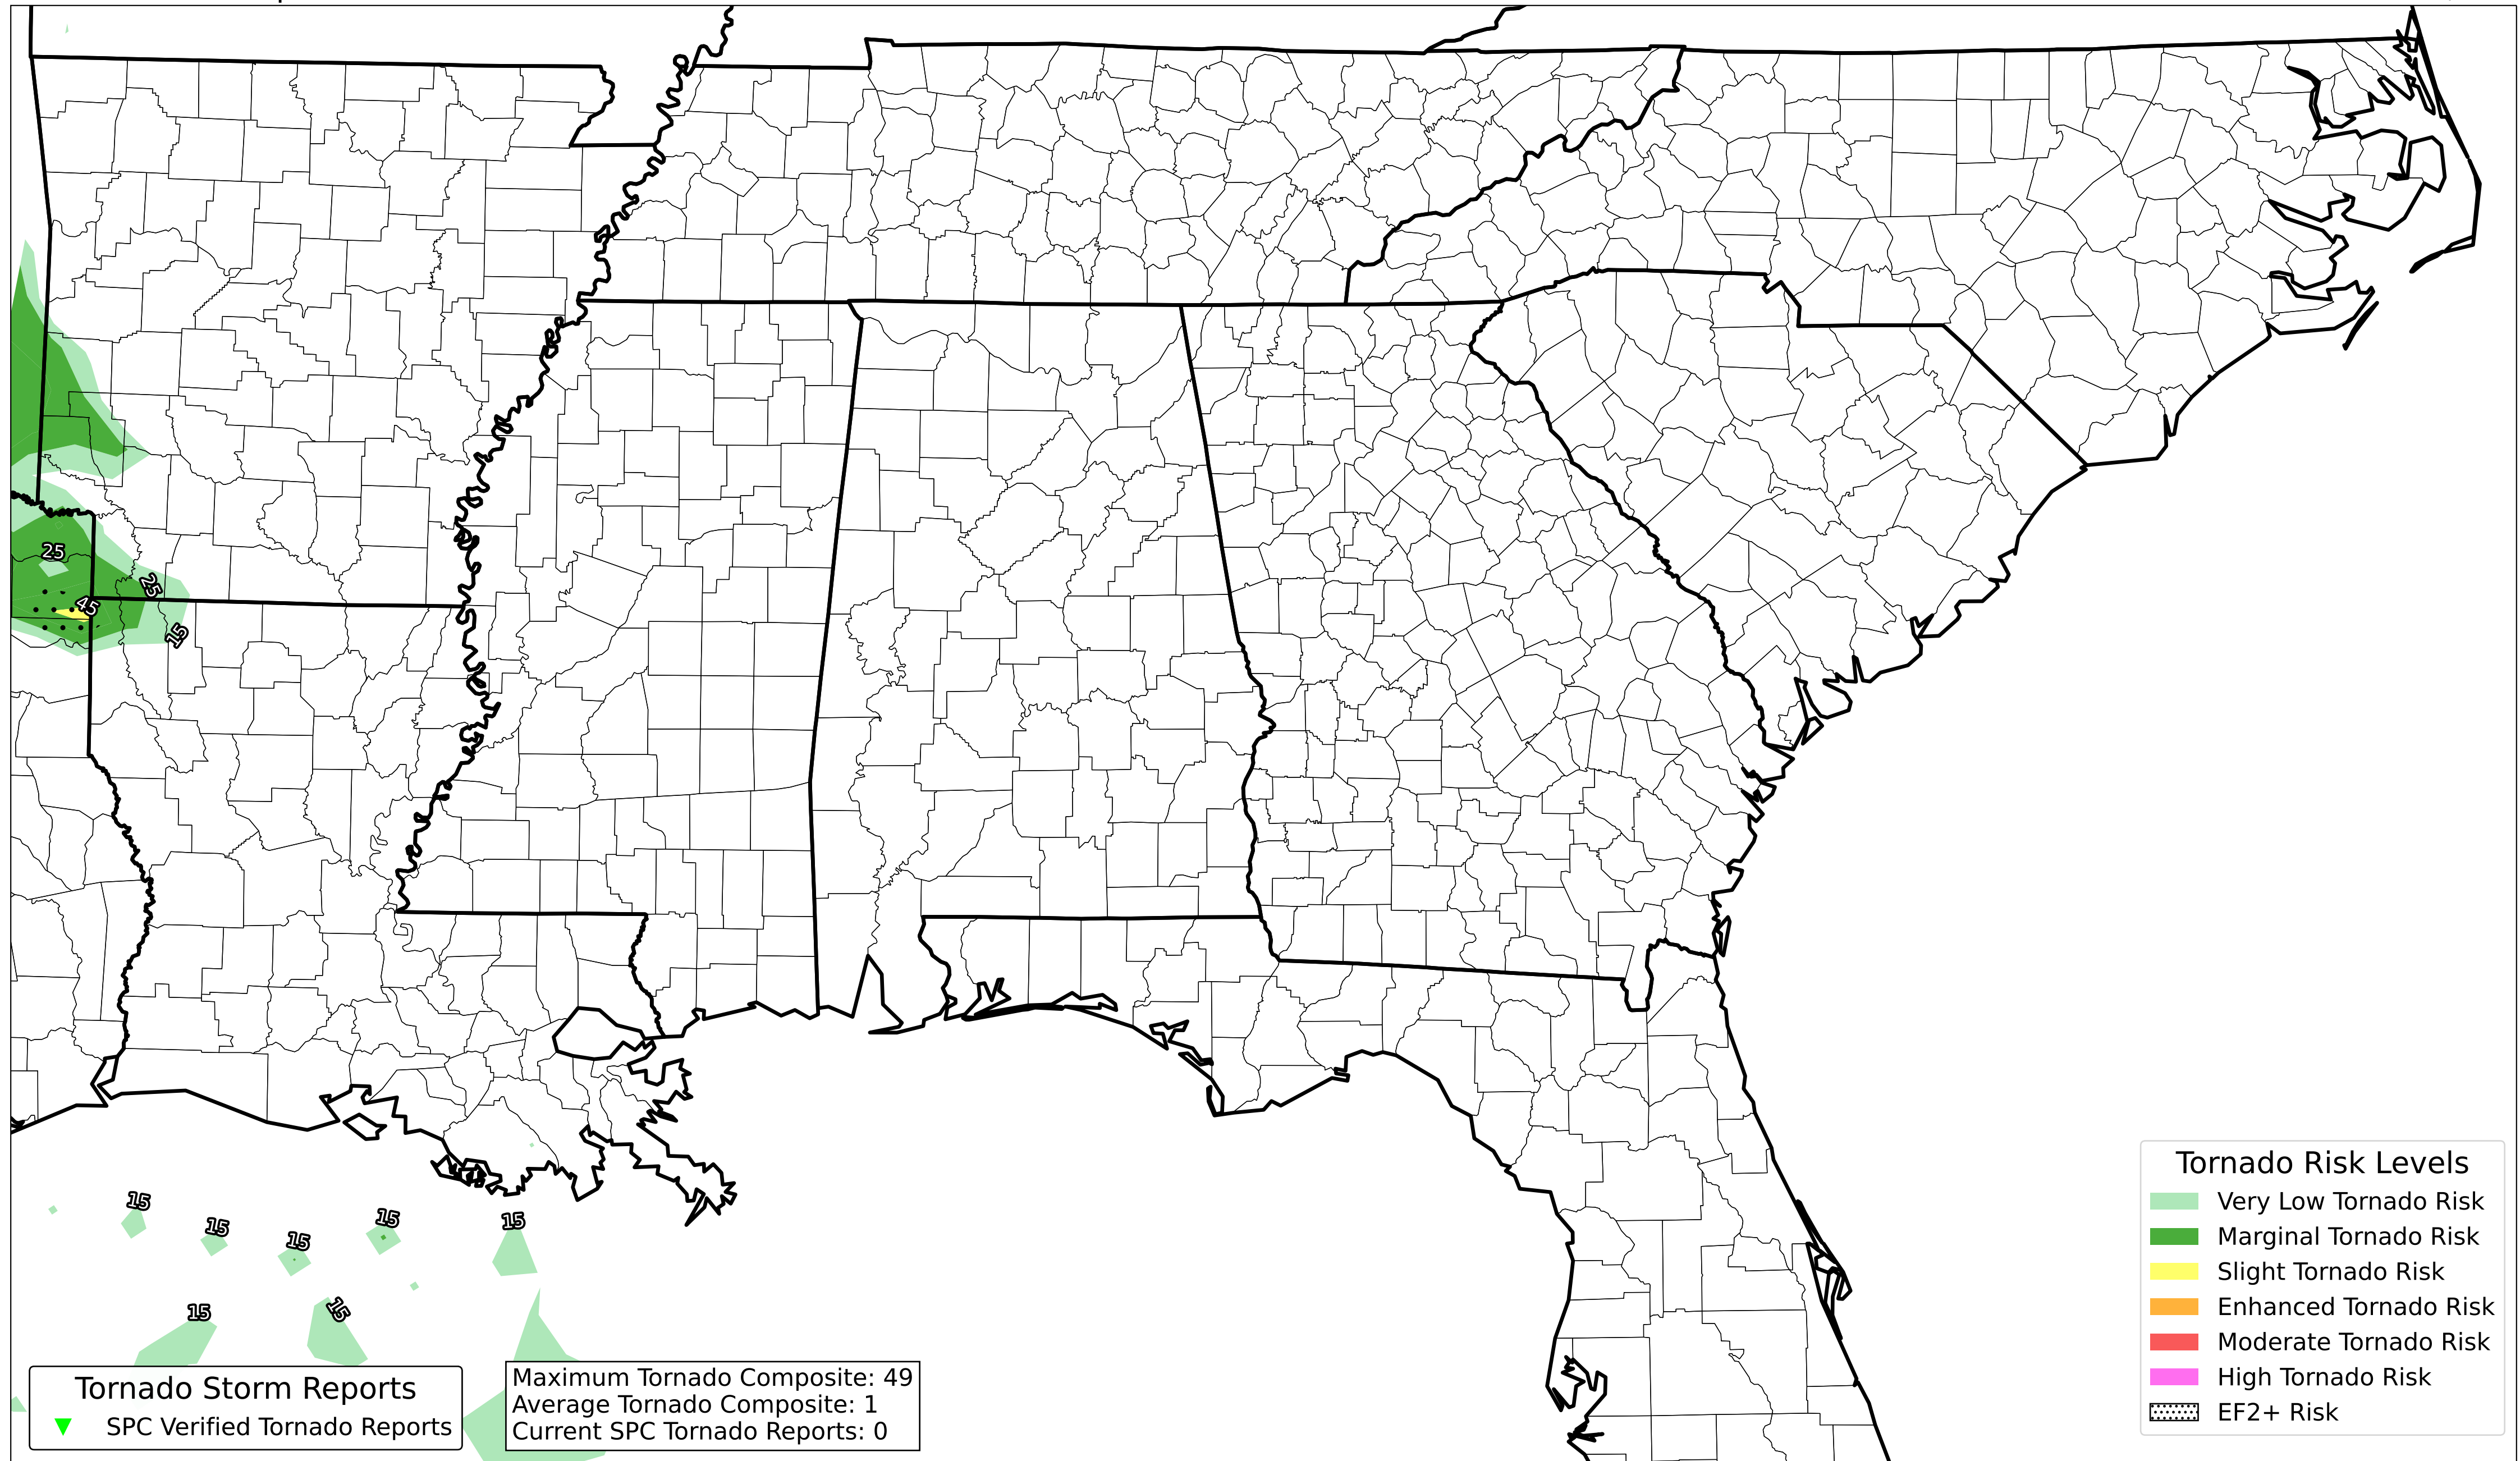 25
25
45
15
15
15
15
15
15
15
15
Tornado Storm Reports
SPC Verified Tornado Reports
Maximum Tornado Composite: 49
Average Tornado Composite: 1
Current SPC Tornado Reports: 0
Tornado Risk Levels
Very Low Tornado Risk
Marginal Tornado Risk
Slight Tornado Risk
Enhanced Tornado Risk
Moderate Tornado Risk
High Tornado Risk
EF2+ Risk